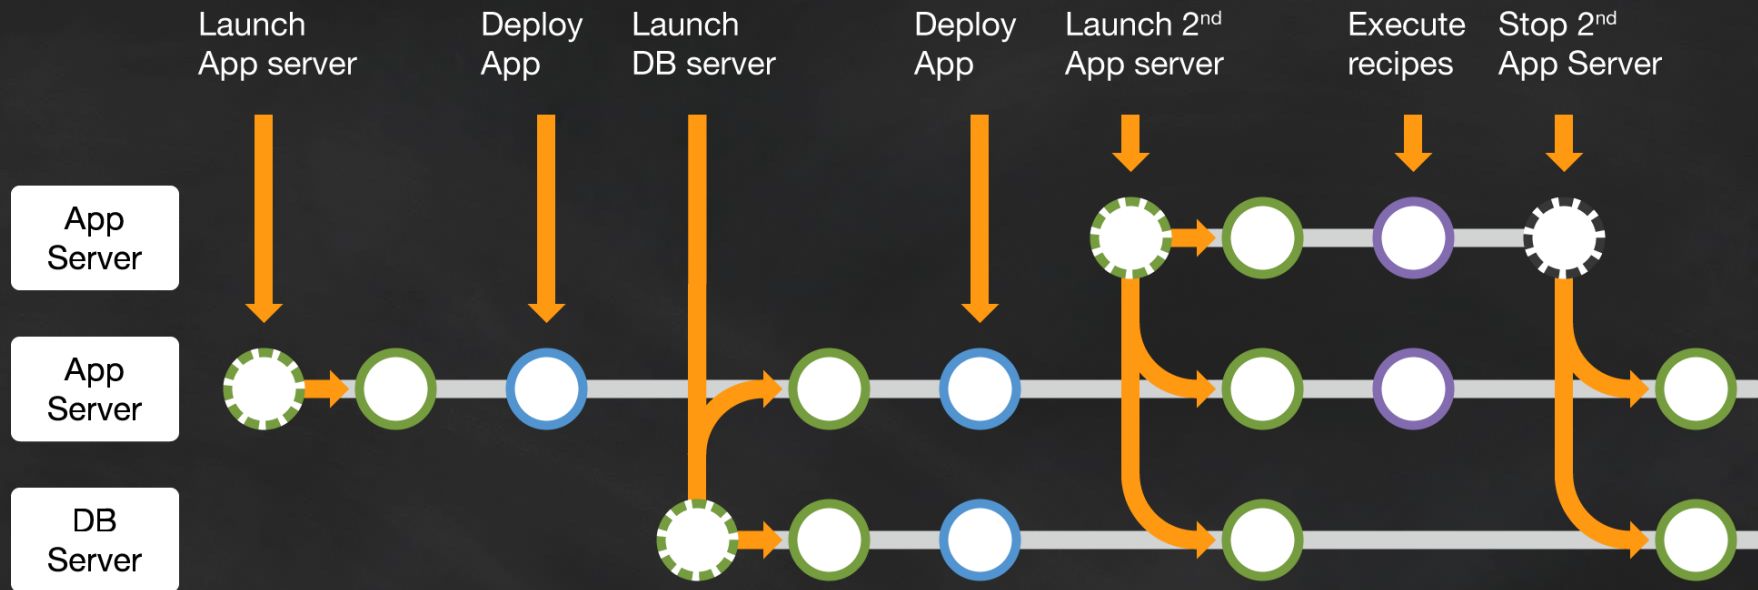 Launch
App server
Deploy
App
Launch
DB server
Deploy
App
Launch 2nd
App server
Execute
recipes
Stop 2nd
App Server
App
Server
App
Server
DB
Server